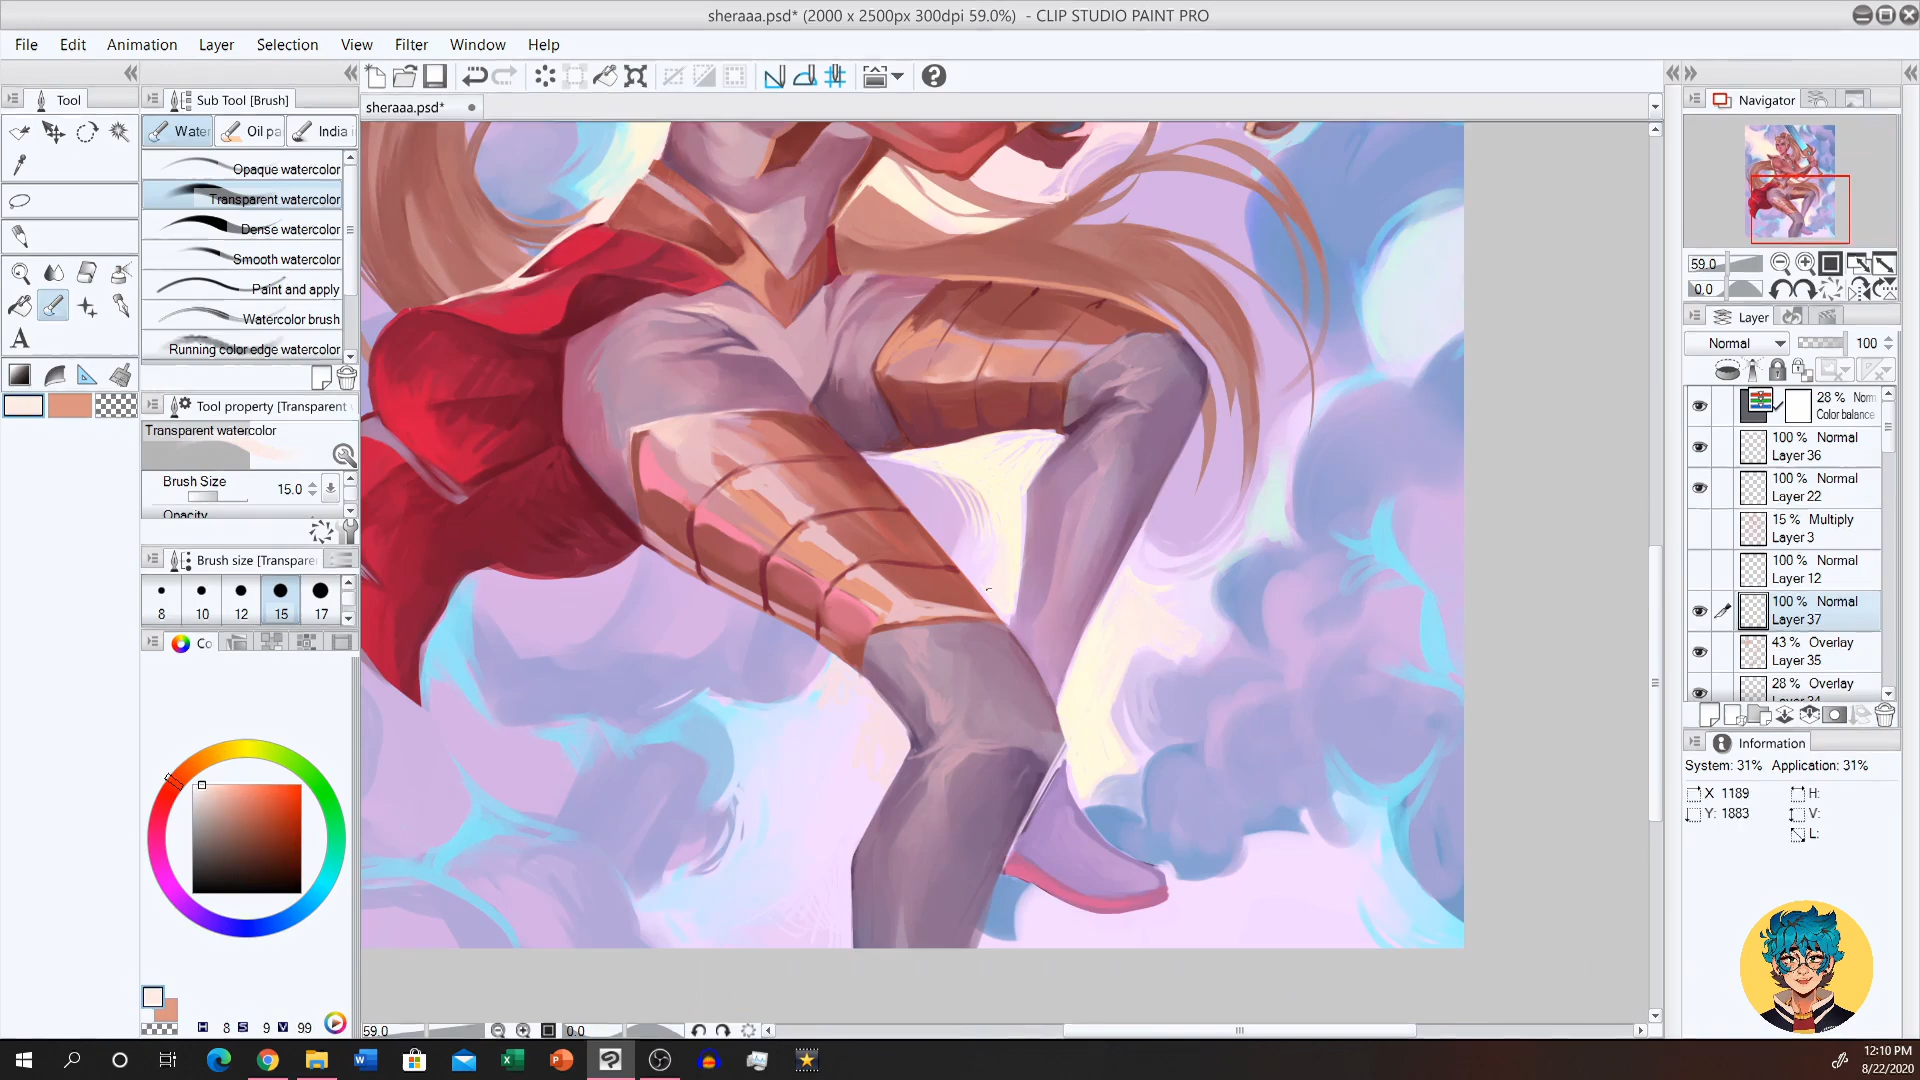 sheraaa.psd* (2000 x 2500px 300dpi 59.0%) - CLIP STUDIO PAINT PRO
File Edit Animation Layer Selection View Filter Window Help
Tool
Sub Tool [Brush]
sheraaa.psd*
Navigator
Water Oil pa India i
Opaque watercolor
Transparent watercolor
Dense watercolor
Smooth watercolor
Paint and apply
Watercolor brush
Running color edge watercolor
59.0
0.0
Layer
Normal 100
A
Tool property [Transparent
Transparent watercolor
Brush Size 15.0
Opacity
Brush size [Transpare
8 10 12 15 17
Co
28 % Norm
Color balance
100 % Normal
Layer 36
100 % Normal
Layer 22
15 % Multiply
Layer 3
100 % Normal
Layer 12
100 % Normal
Layer 37
43 % Overlay
Layer 35
28 % Overlay
Layer 34
Information
System: 31% Application: 31%
X 1189 H:
Y: 1883 V:
L:
H 8 S 9 V 99
59.0 0.0
12:10 PM
8/22/2020